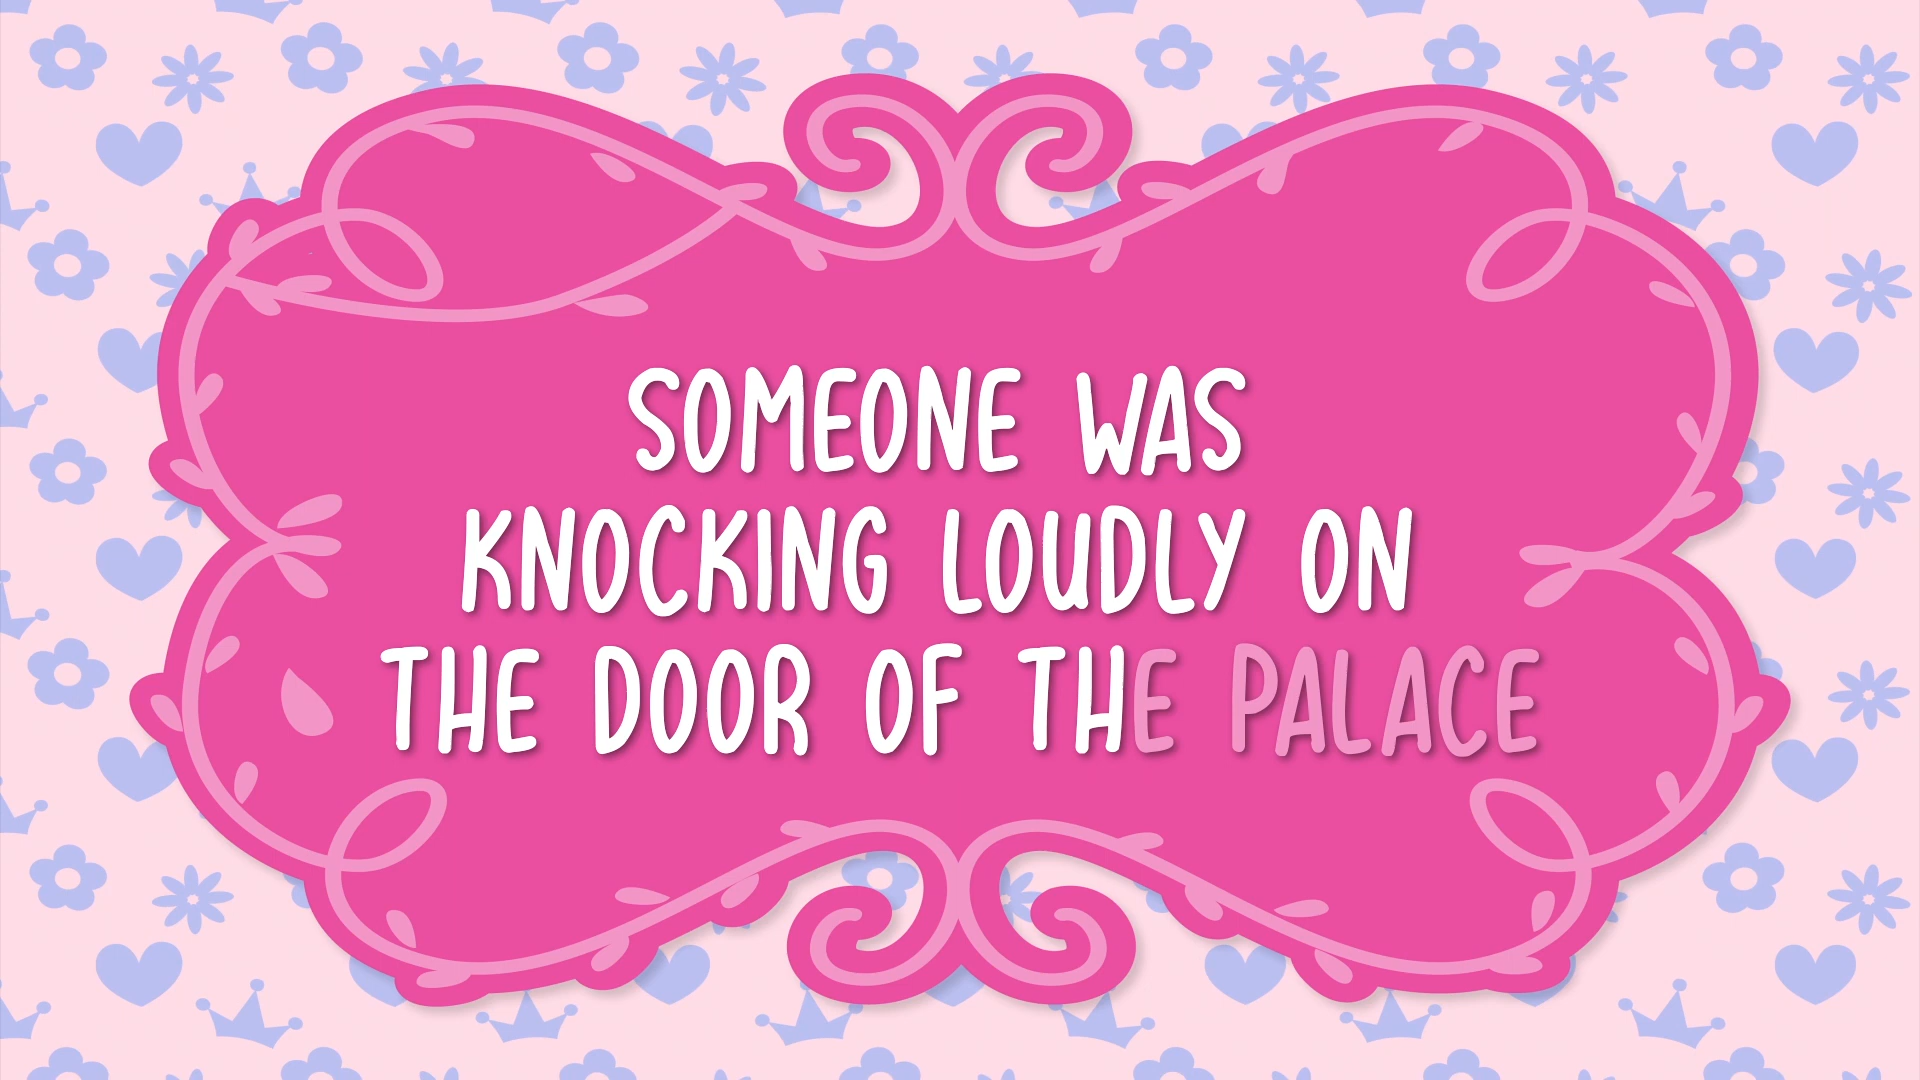 SOMEONE WAS
KNOCKING LOUDLY ON
THE DOOR OF THE PALACE